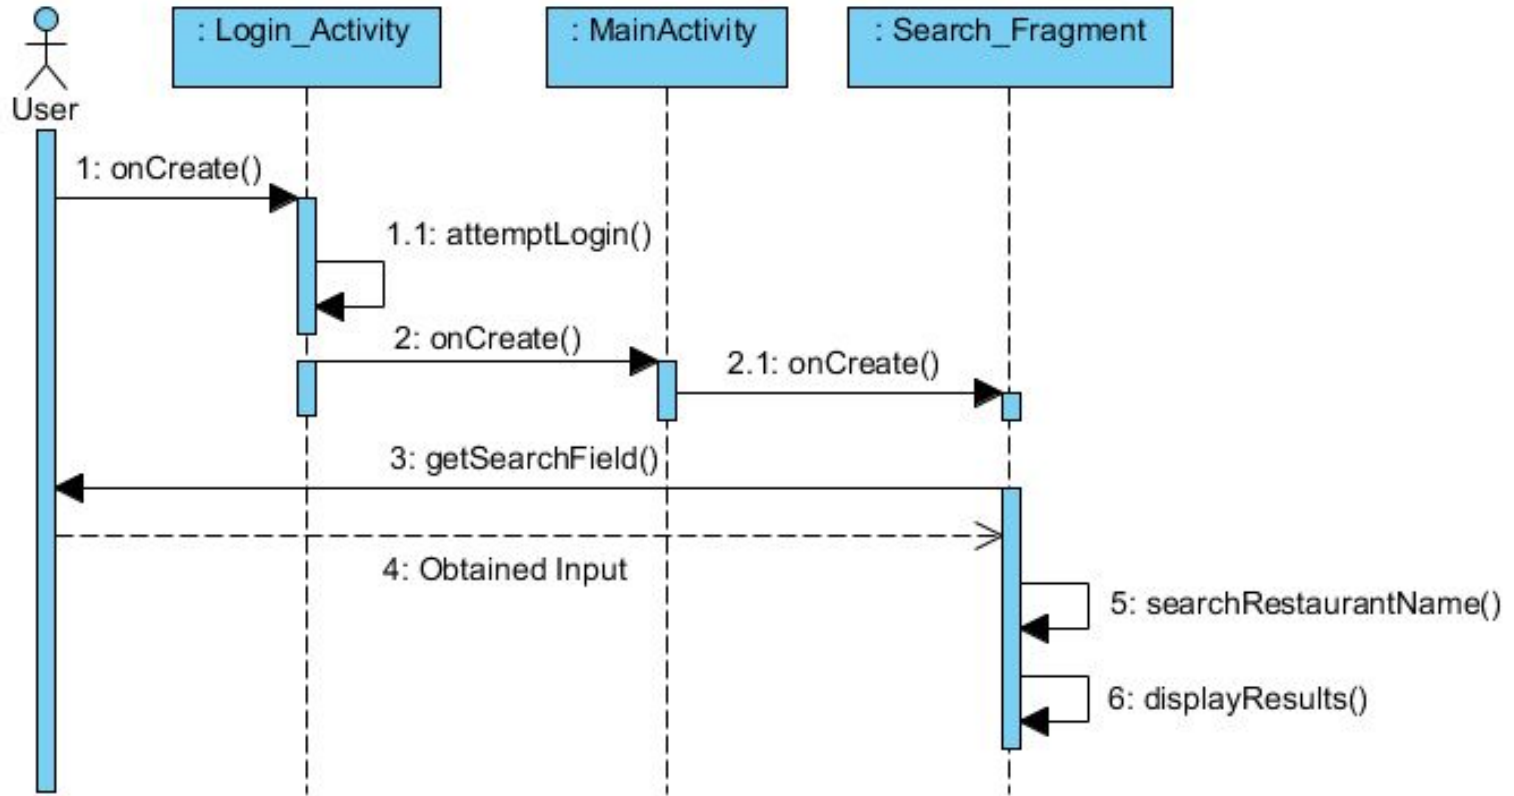 : Login_Activity
: MainActivity
: Search_Fragment
User
1: onCreate()
1.1: attemptLogin()
2: onCreate()
2.1: onCreate()
3: getSearchField()
4: Obtained Input
5: searchRestaurantName()
6: displayResults()